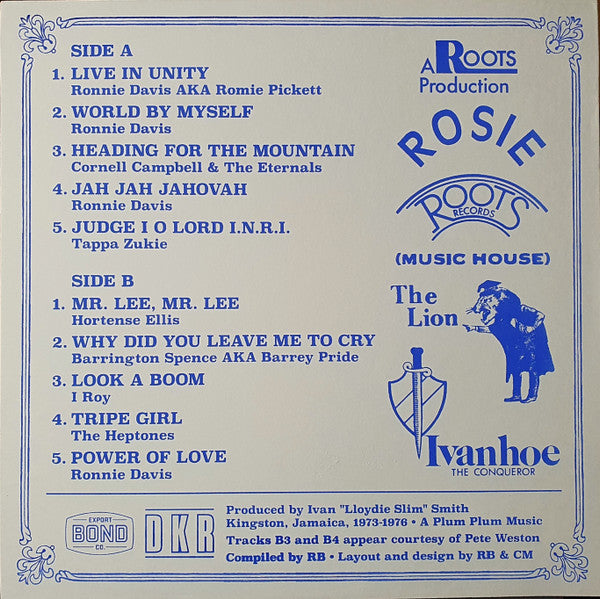 SIDE A
1. LIVE IN UNITY
Ronnie Davis AKA Romie Pickett
2. WORLD BY MYSELF
Ronnie Davis
3. HEADING FOR THE MOUNTAIN
Cornell Campbell & The Eternals
4. JAH JAH JAHOVAH
Ronnie Davis
5. JUDGE I O LORD I.N.R.I.
Tappa Zukie
SIDE B
1. MR. LEE, MR. LEE
Hortense Ellis
2. WHY DID YOU LEAVE ME TO CRY
Barrington Spence AKA Barrey Pride
3. LOOK A BOOM
I Roy
4. TRIPE GIRL
The Heptones
5. POWER OF LOVE
Ronnie Davis
A ROOTS
Production
ROSIE
ROOTS
RECORDS
(MUSIC HOUSE)
The
Lion
Ivanhoe
THE CONQUEROR
EXPORT
BOND
CO.
DKR
Produced by Ivan "Lloydie Slim" Smith
Kingston, Jamaica, 1973-1976 • A Plum Plum Music
Tracks B3 and B4 appear courtesy of Pete Weston
Compiled by RB • Layout and design by RB & CM